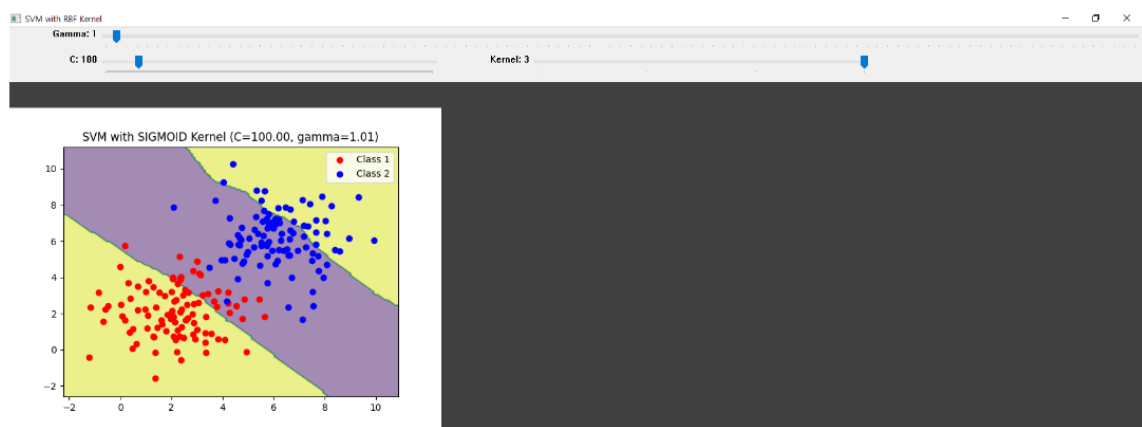 SVM with RBF Kernel
Gamma: 1
C: 100 Kernel: 3
SVM with SIGMOID Kernel (C=100.00, gamma=1.01)
Class 1
Class 2
10
8
6
4
2
0
−2
−2 0 2 4 6 8 10